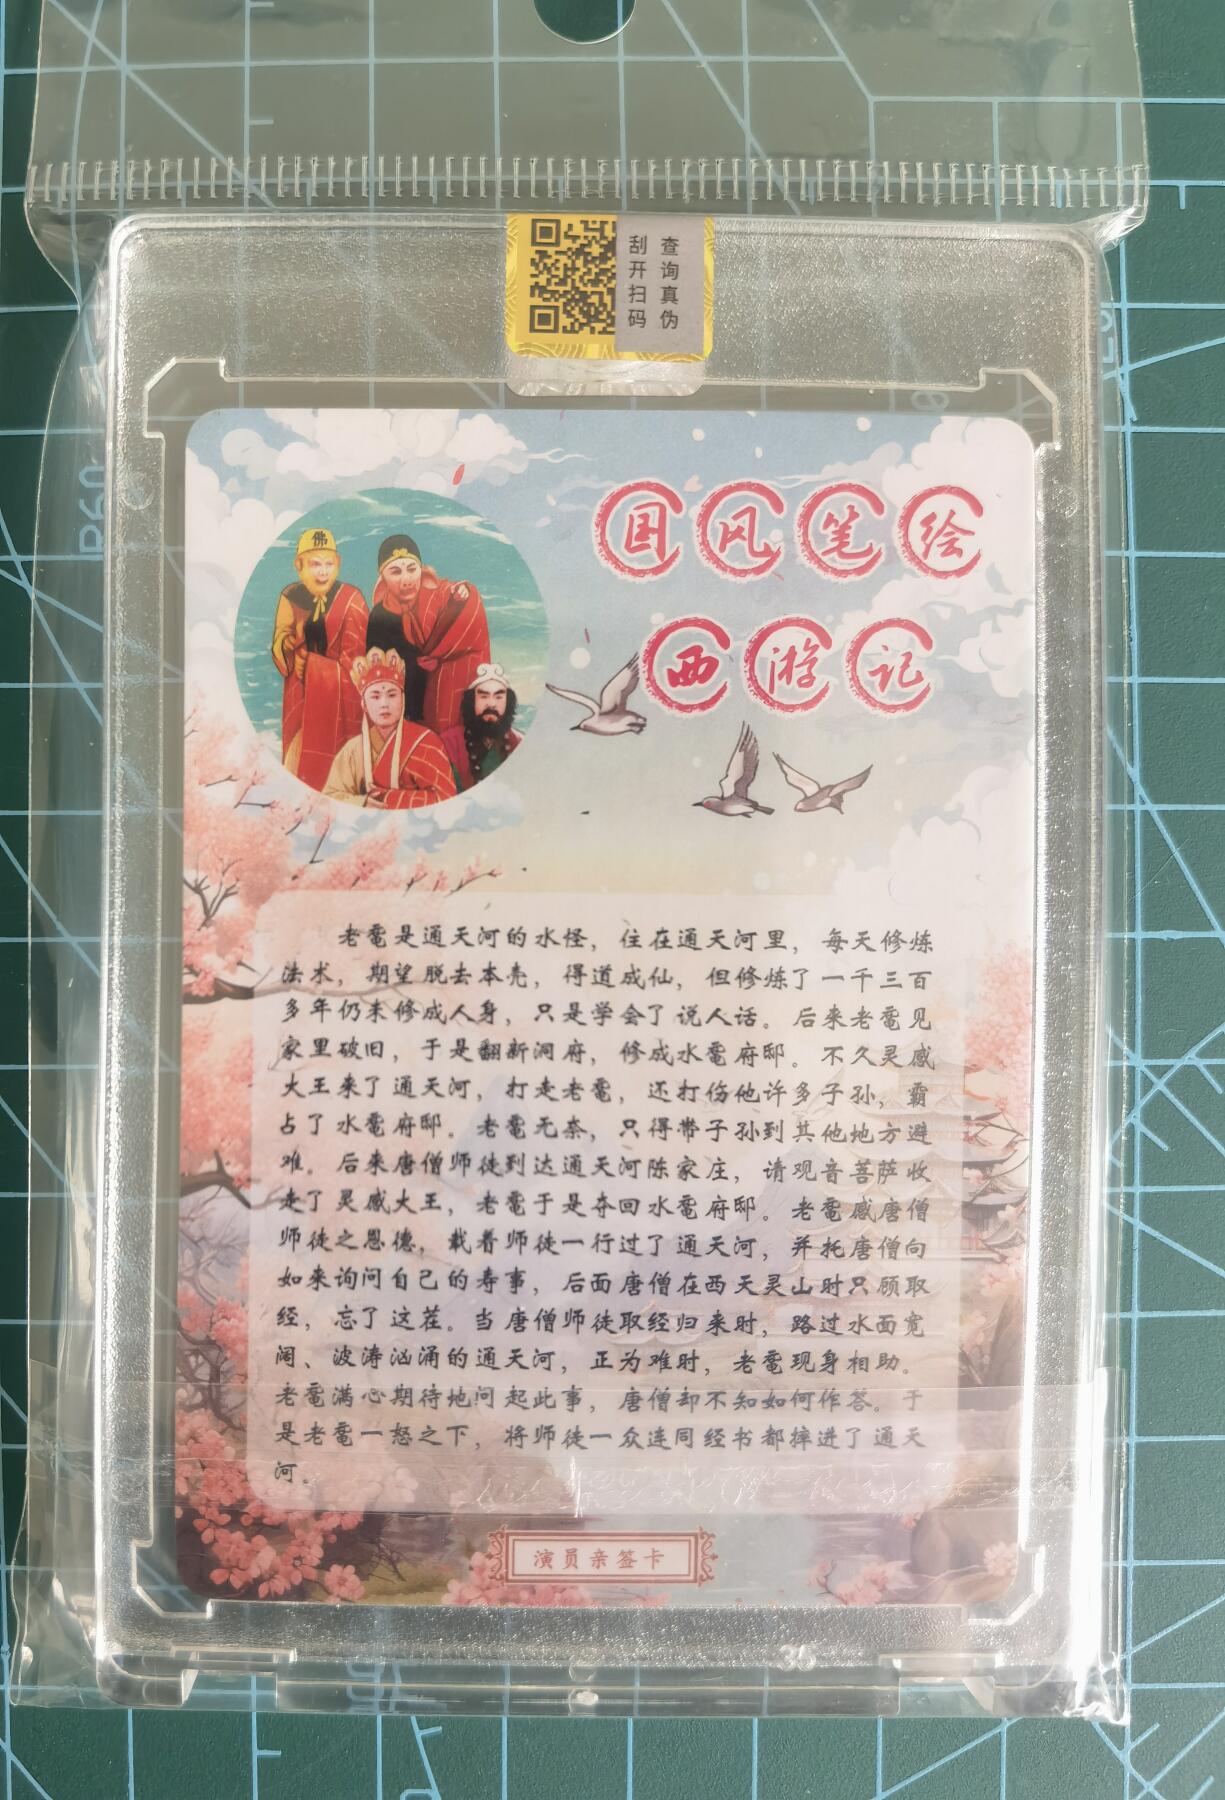 刮开扫码
查询真伪
佛
国风笔绘
西游记
老鼋是通天河的水怪，住在通天河里，每天修炼
法术，期望脱去本壳，得道成仙，但修炼了一千三百
多年仍未修成人身，只是学会了说人话。后来老鼋见
家里破旧，于是翻新洞府，修成水鼋府邸。不久灵感
大王来了通天河，打走老鼋，还打伤他许多子孙，霸
占了水鼋府邸。老鼋无奈，只得带子孙到其他地方避
难。后来唐僧师徒到达通天河陈家庄，请观音菩萨收
走了灵感大王，老鼋于是夺回水鼋府邸。老鼋感唐僧
师徒之恩德，载着师徒一行过了通天河，并托唐僧向
如来询问自己的寿事，后面唐僧在西天灵山时只顾取
经，忘了这茬。当唐僧师徒取经归来时，路过水面宽
阔、波涛汹涌的通天河，正为难时，老鼋现身相助。
老鼋满心期待地问起此事，唐僧却不知如何作答。于
是老鼋一怒之下，将师徒一众连同经书都摔进了通天
河。
演员亲签卡